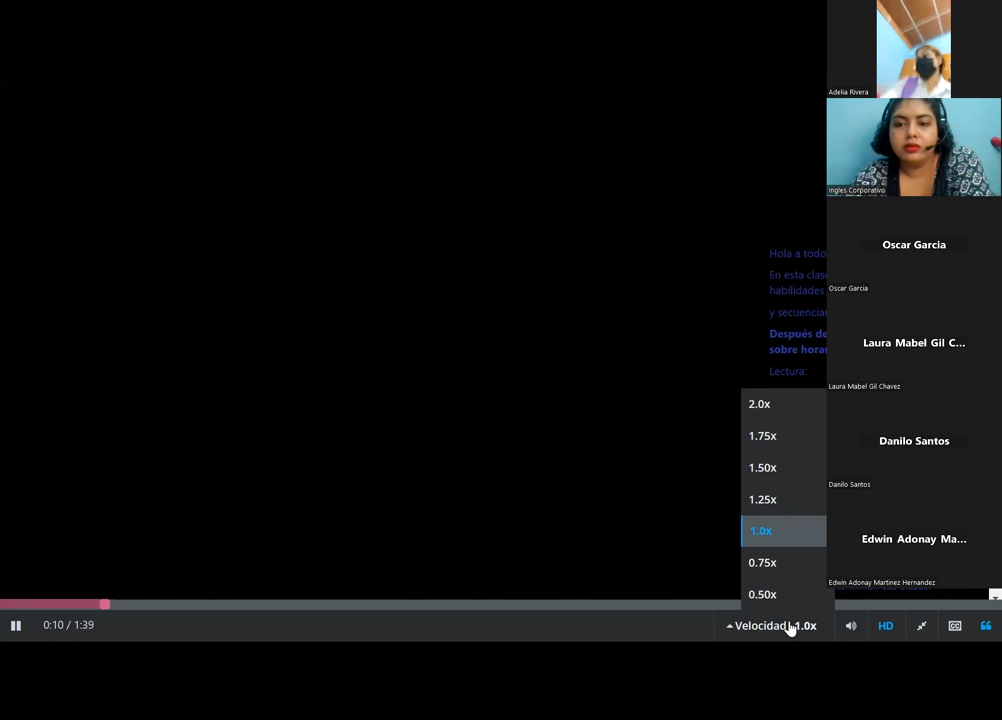 Adelia Rivera
Ingles Corporativo
Oscar Garcia
Oscar Garcia
Laura Mabel Gil C...
Laura Mabel Gil Chavez
Danilo Santos
Danilo Santos
Edwin Adonay Ma...
Edwin Adonay Martinez Hernandez
Hola a todo
En esta clas
habilidades
y secuencia
Después de
sobre hora
Lectura:
2.0x
1.75x
1.50x
1.25x
1.0x
0.75x
0.50x
0:10 / 1:39
Velocidad 1.0x
HD
CC